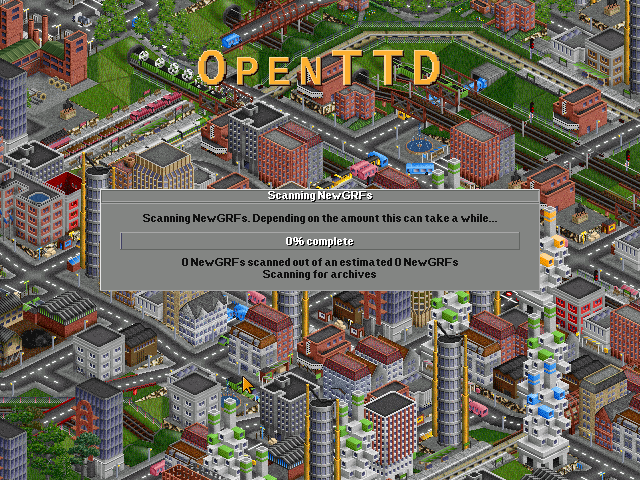 OPENTTD
Scanning NewGRFs
Scanning NewGRFs. Depending on the amount this can take a while...
0% complete
0 NewGRFs scanned out of an estimated 0 NewGRFs
Scanning for archives